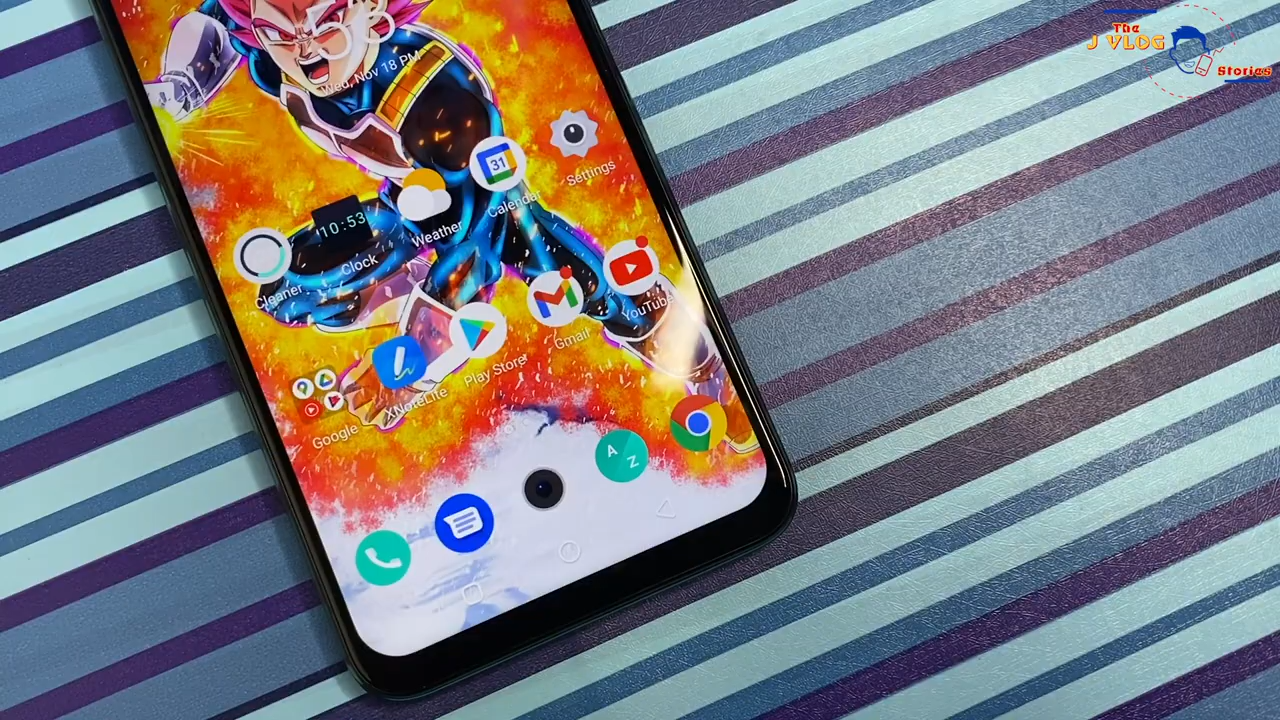 The
J VLOG
Stories
Wed, Nov 18 PM
31
Settings
Calendar
10:53
Weather
Clock
Cleaner
YouTube
Gmail
Play Store
XNoteLite
Google
A
Z